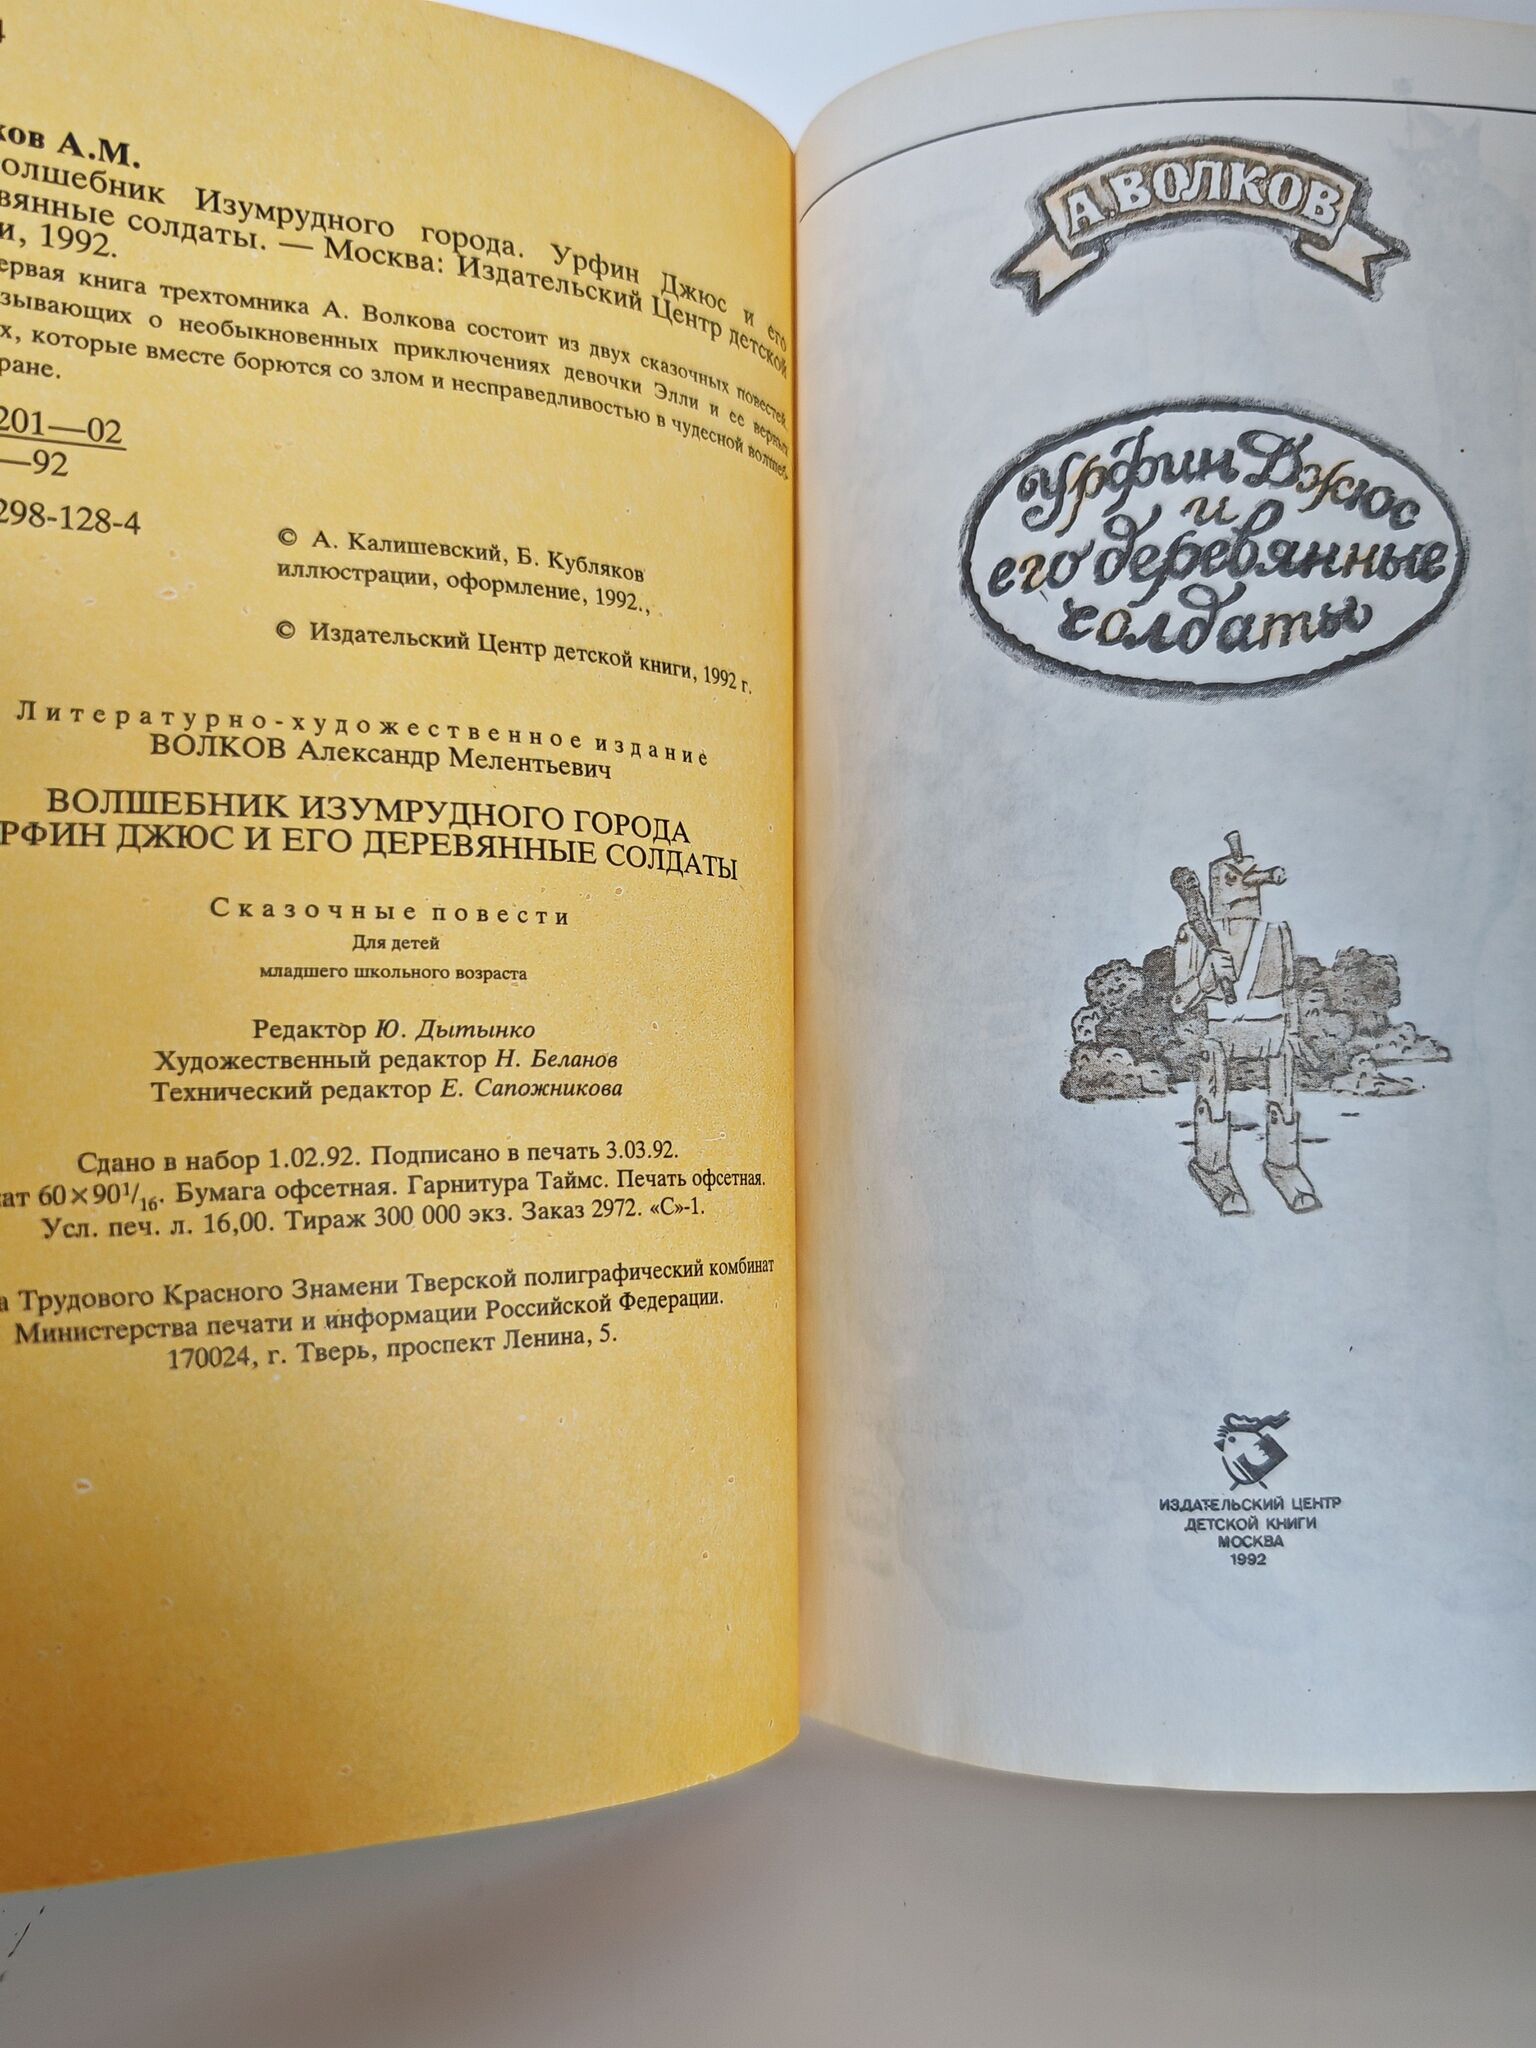 4
ков А.М.
олшебник Изумрудного города. Урфин Джюс и его
вянные солдаты. — Москва: Издательский Центр детской
и, 1992.
ервая книга трехтомника А. Волкова состоит из двух сказочных повестей,
зывающих о необыкновенных приключениях девочки Элли и ее верных
х, которые вместе борются со злом и несправедливостью в чудесной волшеб-
ране.
201—02
—92
298-128-4
© А. Калишевский, Б. Кубляков
иллюстрации, оформление, 1992.,
© Издательский Центр детской книги, 1992 г.
Литературно-художественное издание
ВОЛКОВ Александр Мелентьевич
ВОЛШЕБНИК ИЗУМРУДНОГО ГОРОДА
РФИН ДЖЮС И ЕГО ДЕРЕВЯННЫЕ СОЛДАТЫ
Сказочные повести
Для детей
младшего школьного возраста
Редактор Ю. Дытынко
Художественный редактор Н. Беланов
Технический редактор Е. Сапожникова
Сдано в набор 1.02.92. Подписано в печать 3.03.92.
ат 60×90¹/₁₆. Бумага офсетная. Гарнитура Таймс. Печать офсетная.
Усл. печ. л. 16,00. Тираж 300 000 экз. Заказ 2972. «С»-1.
а Трудового Красного Знамени Тверской полиграфический комбинат
Министерства печати и информации Российской Федерации.
170024, г. Тверь, проспект Ленина, 5.
А.ВОЛКОВ
Урфин Джюс
и
его деревянные
солдаты
ИЗДАТЕЛЬСКИЙ ЦЕНТР
ДЕТСКОЙ КНИГИ
МОСКВА
1992